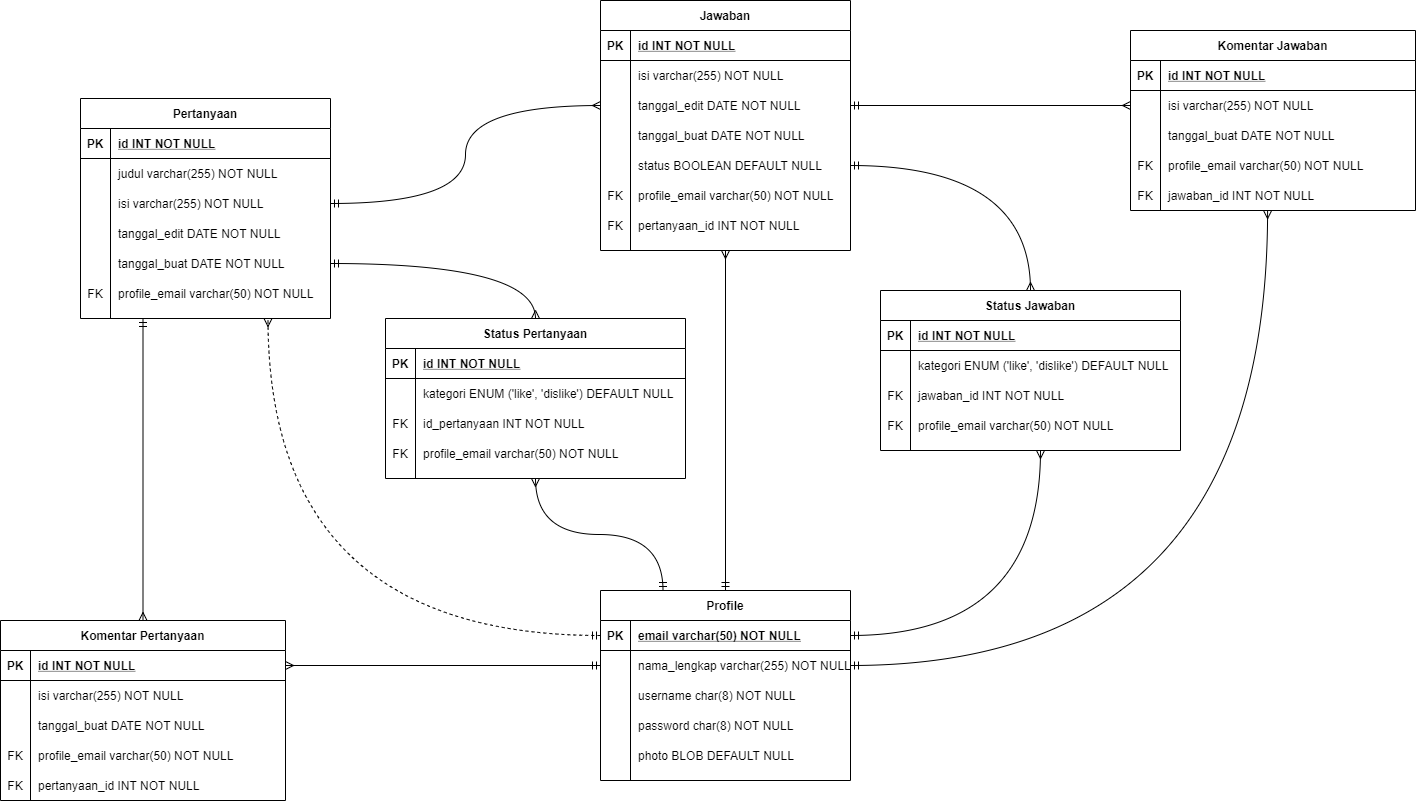 Jawaban
PK id INT NOT NULL
isi varchar(255) NOT NULL
tanggal_edit DATE NOT NULL
tanggal_buat DATE NOT NULL
status BOOLEAN DEFAULT NULL
FK profile_email varchar(50) NOT NULL
FK pertanyaan_id INT NOT NULL
Komentar Jawaban
PK id INT NOT NULL
isi varchar(255) NOT NULL
tanggal_buat DATE NOT NULL
FK profile_email varchar(50) NOT NULL
FK jawaban_id INT NOT NULL
Pertanyaan
PK id INT NOT NULL
judul varchar(255) NOT NULL
isi varchar(255) NOT NULL
tanggal_edit DATE NOT NULL
tanggal_buat DATE NOT NULL
FK profile_email varchar(50) NOT NULL
Status Pertanyaan
PK id INT NOT NULL
kategori ENUM ('like', 'dislike') DEFAULT NULL
FK id_pertanyaan INT NOT NULL
FK profile_email varchar(50) NOT NULL
Status Jawaban
PK id INT NOT NULL
kategori ENUM ('like', 'dislike') DEFAULT NULL
FK jawaban_id INT NOT NULL
FK profile_email varchar(50) NOT NULL
Komentar Pertanyaan
PK id INT NOT NULL
isi varchar(255) NOT NULL
tanggal_buat DATE NOT NULL
FK profile_email varchar(50) NOT NULL
FK pertanyaan_id INT NOT NULL
Profile
PK email varchar(50) NOT NULL
nama_lengkap varchar(255) NOT NULL
username char(8) NOT NULL
password char(8) NOT NULL
photo BLOB DEFAULT NULL